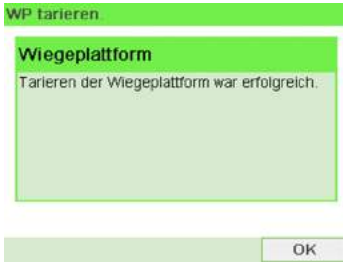 WP tarieren
Wiegeplattform
Tarieren der Wiegeplattform war erfolgreich.
OK